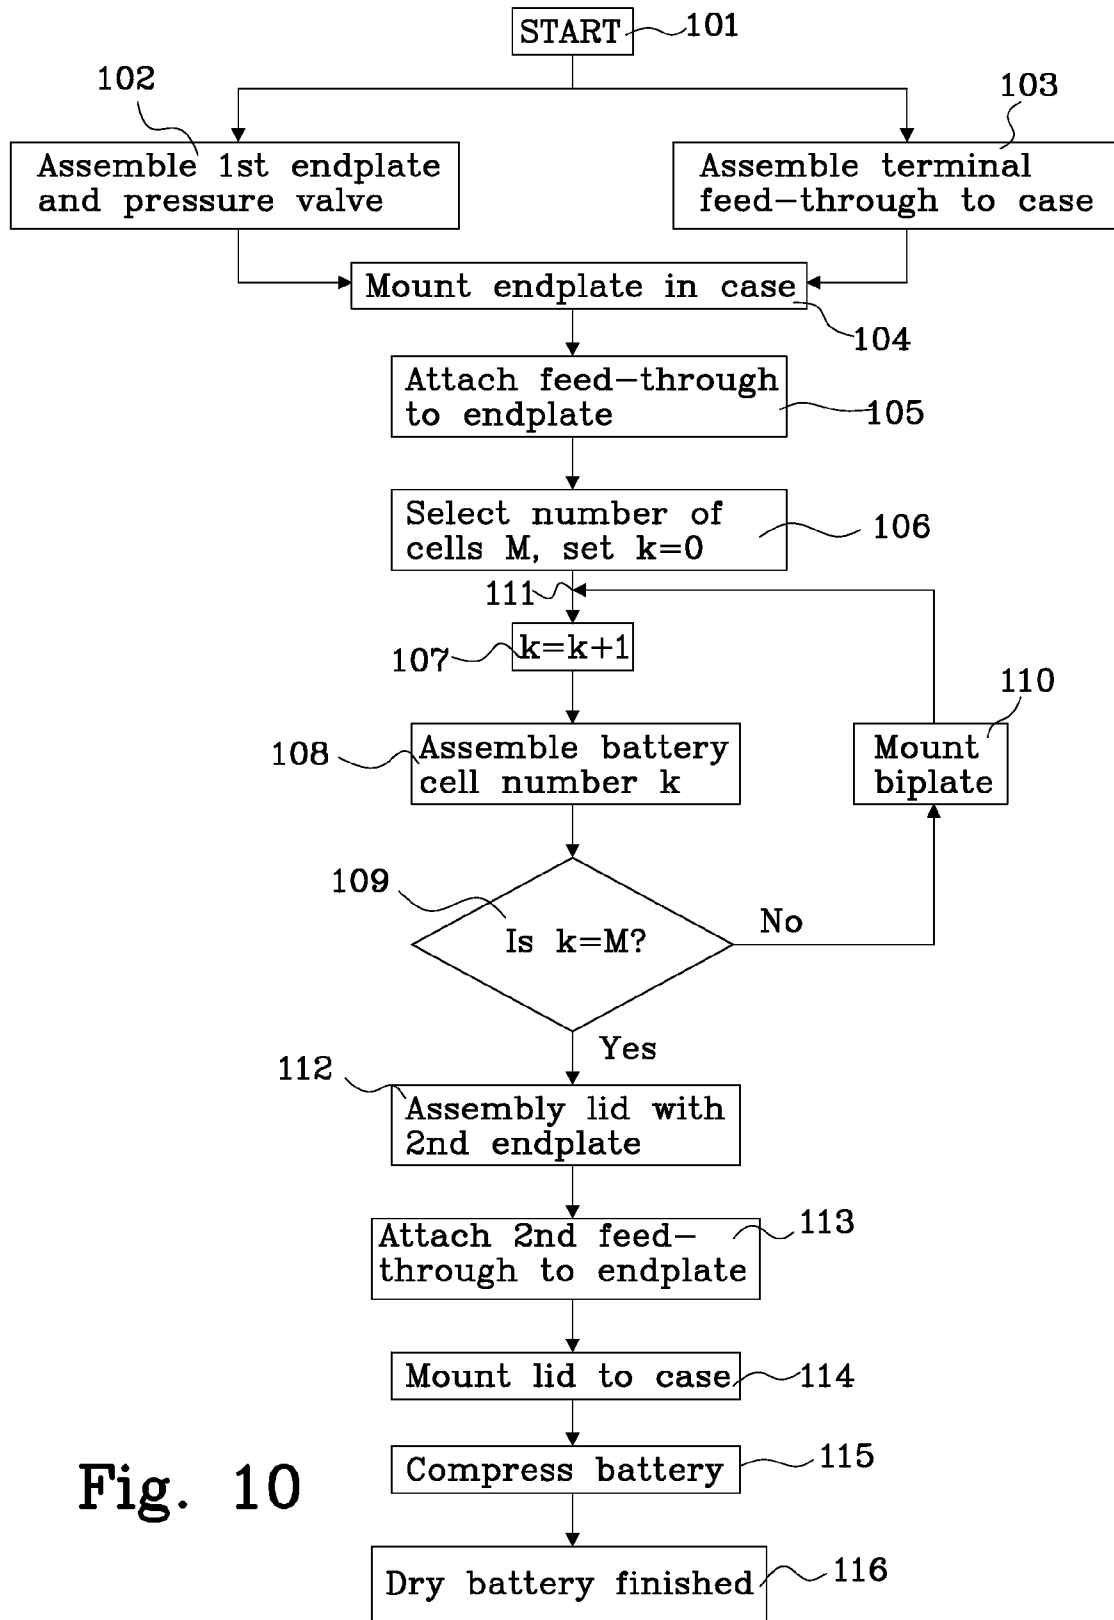 START
101
102
103
Assemble 1st endplate
and pressure valve
Assemble terminal
feed-through to case
Mount endplate in case
104
Attach feed-through
to endplate
105
Select number of
cells M, set k=0
106
111
107
k=k+1
108
Assemble battery
cell number k
110
Mount
biplate
109
Is k=M?
No
Yes
112
Assembly lid with
2nd endplate
113
Attach 2nd feed-
through to endplate
Mount lid to case
114
Compress battery
115
Fig. 10
Dry battery finished
116